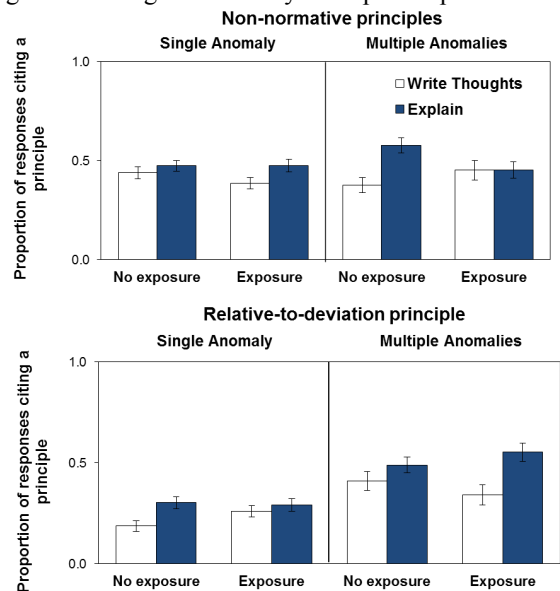 Non-normative principles
Single Anomaly Multiple Anomalies
Proportion of responses citing a
principle
1.0
0.5
0.0
Write Thoughts
Explain
No exposure Exposure No exposure Exposure
Relative-to-deviation principle
Single Anomaly Multiple Anomalies
Proportion of responses citing a
principle
1.0
0.5
0.0
No exposure Exposure No exposure Exposure